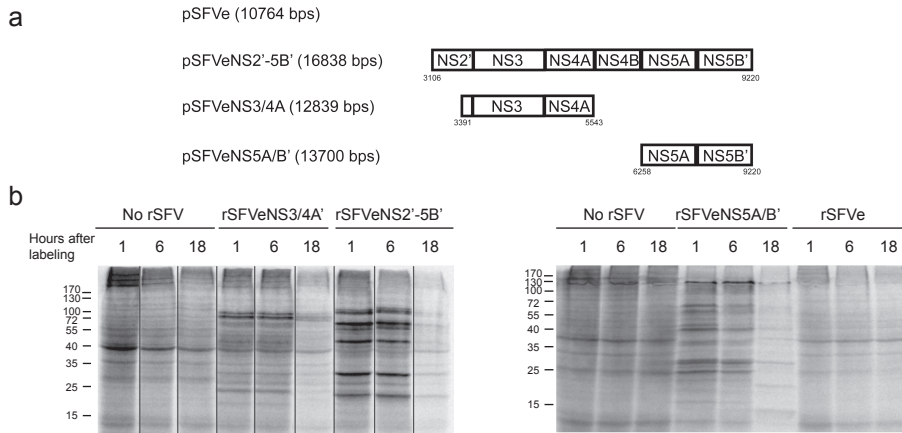 a
pSFVe (10764 bps)
pSFVeNS2'-5B' (16838 bps) NS2' NS3 NS4A NS4B NS5A NS5B'
3106 9220
pSFVeNS3/4A (12839 bps) NS3 NS4A
3391 5543
pSFVeNS5A/B' (13700 bps) NS5A NS5B'
6258 9220
b
No rSFV rSFVeNS3/4A' rSFVeNS2'-5B' No rSFV rSFVeNS5A/B' rSFVe
Hours after labeling 1 6 18 1 6 18 1 6 18 1 6 18 1 6 18 1 6 18
170
130
100
72
55
40
35
25
15
170
130
100
72
55
40
35
25
15